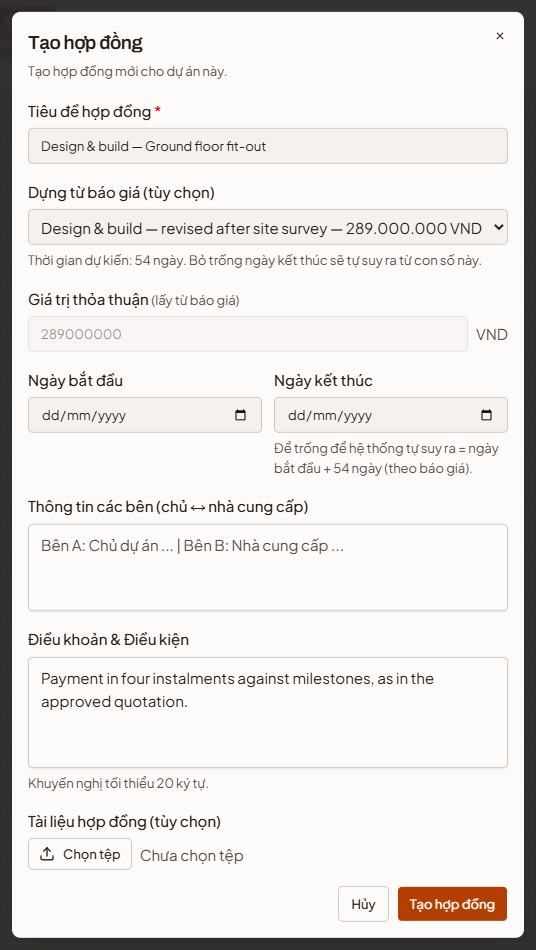 Tạo hợp đồng
×
Tạo hợp đồng mới cho dự án này.
Tiêu đề hợp đồng *
Design & build — Ground floor fit-out
Dựng từ báo giá (tùy chọn)
Design & build — revised after site survey — 289.000.000 VND
Thời gian dự kiến: 54 ngày. Bỏ trống ngày kết thúc sẽ tự suy ra từ con số này.
Giá trị thỏa thuận (lấy từ báo giá)
289000000 VND
Ngày bắt đầu Ngày kết thúc
dd/mm/yyyy dd/mm/yyyy
Để trống để hệ thống tự suy ra = ngày
bắt đầu + 54 ngày (theo báo giá).
Thông tin các bên (chủ ↔ nhà cung cấp)
Bên A: Chủ dự án ... | Bên B: Nhà cung cấp ...
Điều khoản & Điều kiện
Payment in four instalments against milestones, as in the
approved quotation.
Khuyến nghị tối thiểu 20 ký tự.
Tài liệu hợp đồng (tùy chọn)
Chọn tệp Chưa chọn tệp
Hủy Tạo hợp đồng